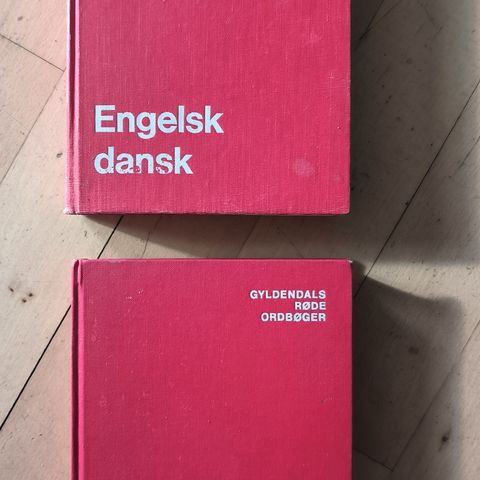 Engelsk
dansk
GYLDENDALS
RØDE
ORDBØGER